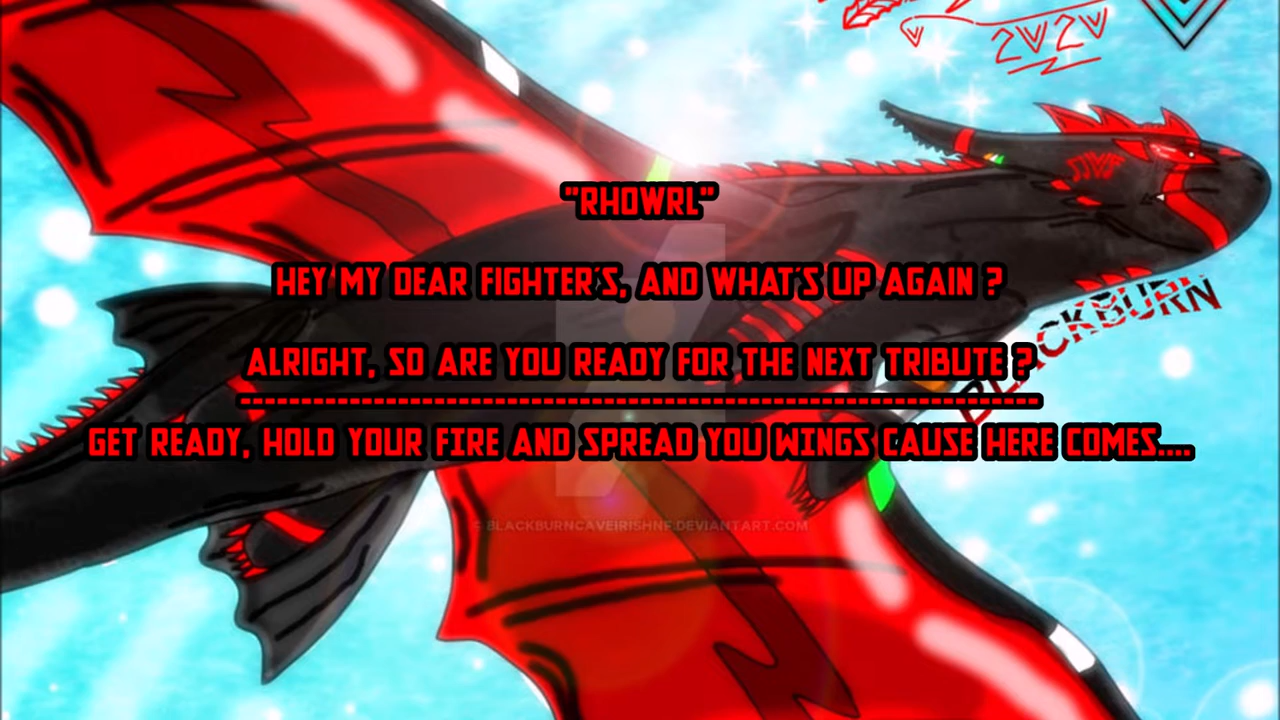 2V2V
"RHOWRL"
HEY MY DEAR FIGHTER'S, AND WHAT'S UP AGAIN ?
BLACKBURN
ALRIGHT, SO ARE YOU READY FOR THE NEXT TRIBUTE ?
GET READY, HOLD YOUR FIRE AND SPREAD YOU WINGS CAUSE HERE COMES....
© BLACKBURNCAVEIRISHNF.DEVIANTART.COM